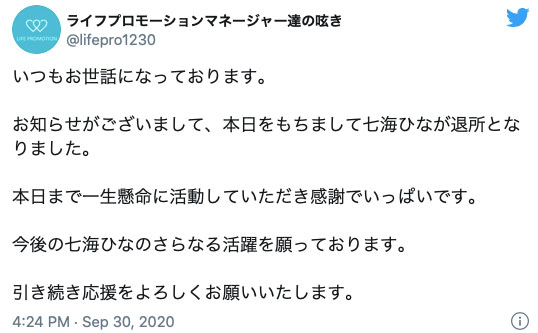 ライフプロモーションマネージャー達の呟き
@lifepro1230
LIFE PROMOTION
いつもお世話になっております。
お知らせがございまして、本日をもちまして七海ひなが退所とな
りました。
本日まで一生懸命に活動していただき感謝でいっぱいです。
今後の七海ひなのさらなる活躍を願っております。
引き続き応援をよろしくお願いいたします。
4:24 PM · Sep 30, 2020